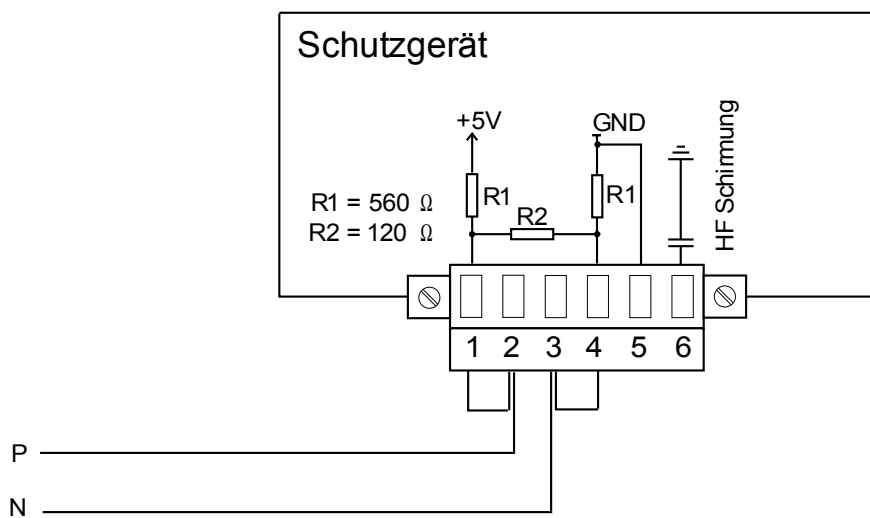 Schutzgerät
+5V
GND
R1
R2
R1
R1 = 560 Ω
R2 = 120 Ω
HF Schirmung
1 2 3 4 5 6
P
N